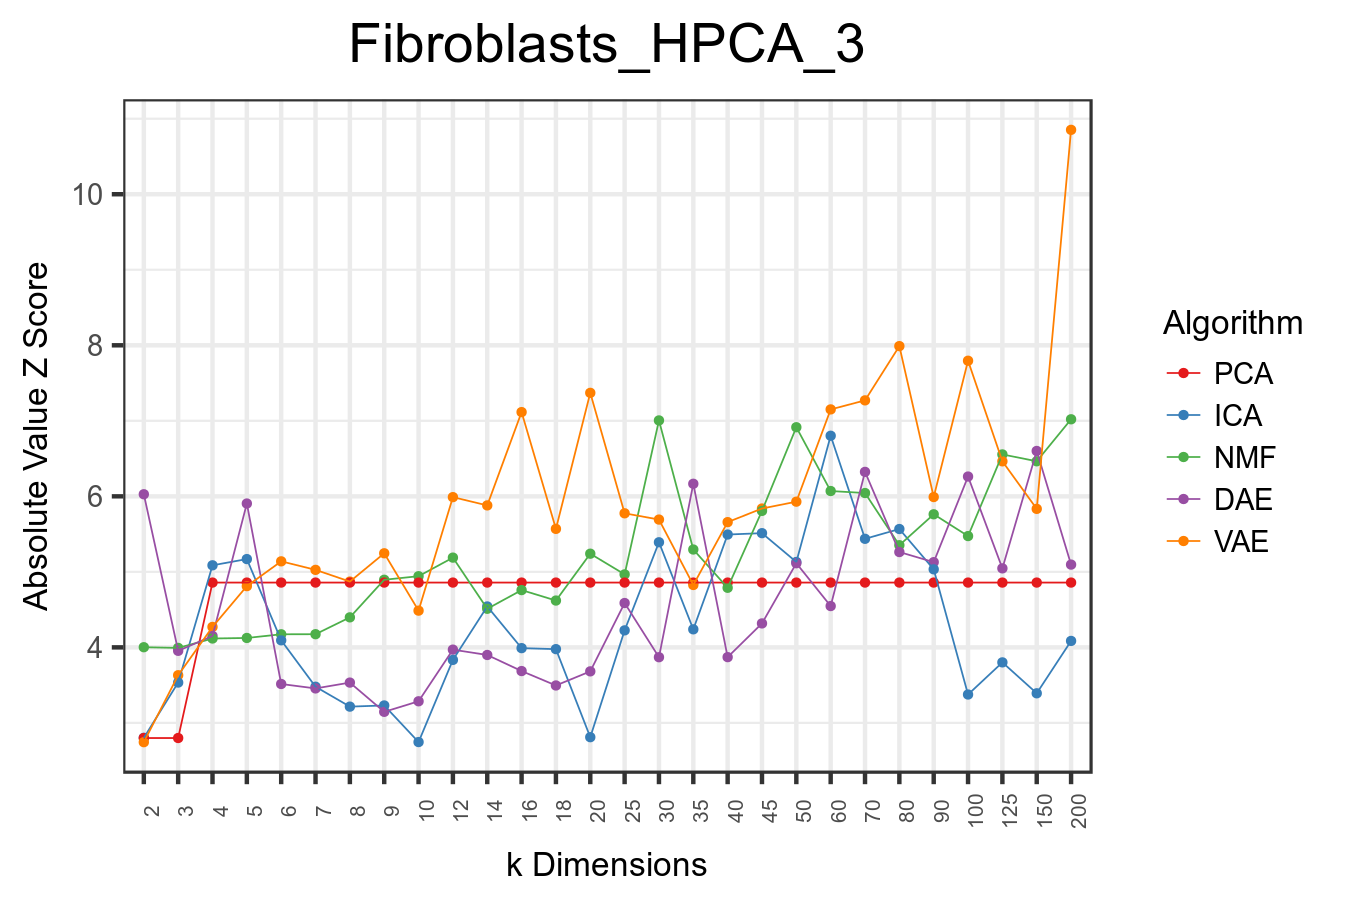 Fibroblasts_HPCA_3
Absolute Value Z Score
10
8
6
4
2 3 4 5 6 7 8 9 10 12 14 16 18 20 25 30 35 40 45 50 60 70 80 90 100 125 150 200
k Dimensions
Algorithm
PCA
ICA
NMF
DAE
VAE